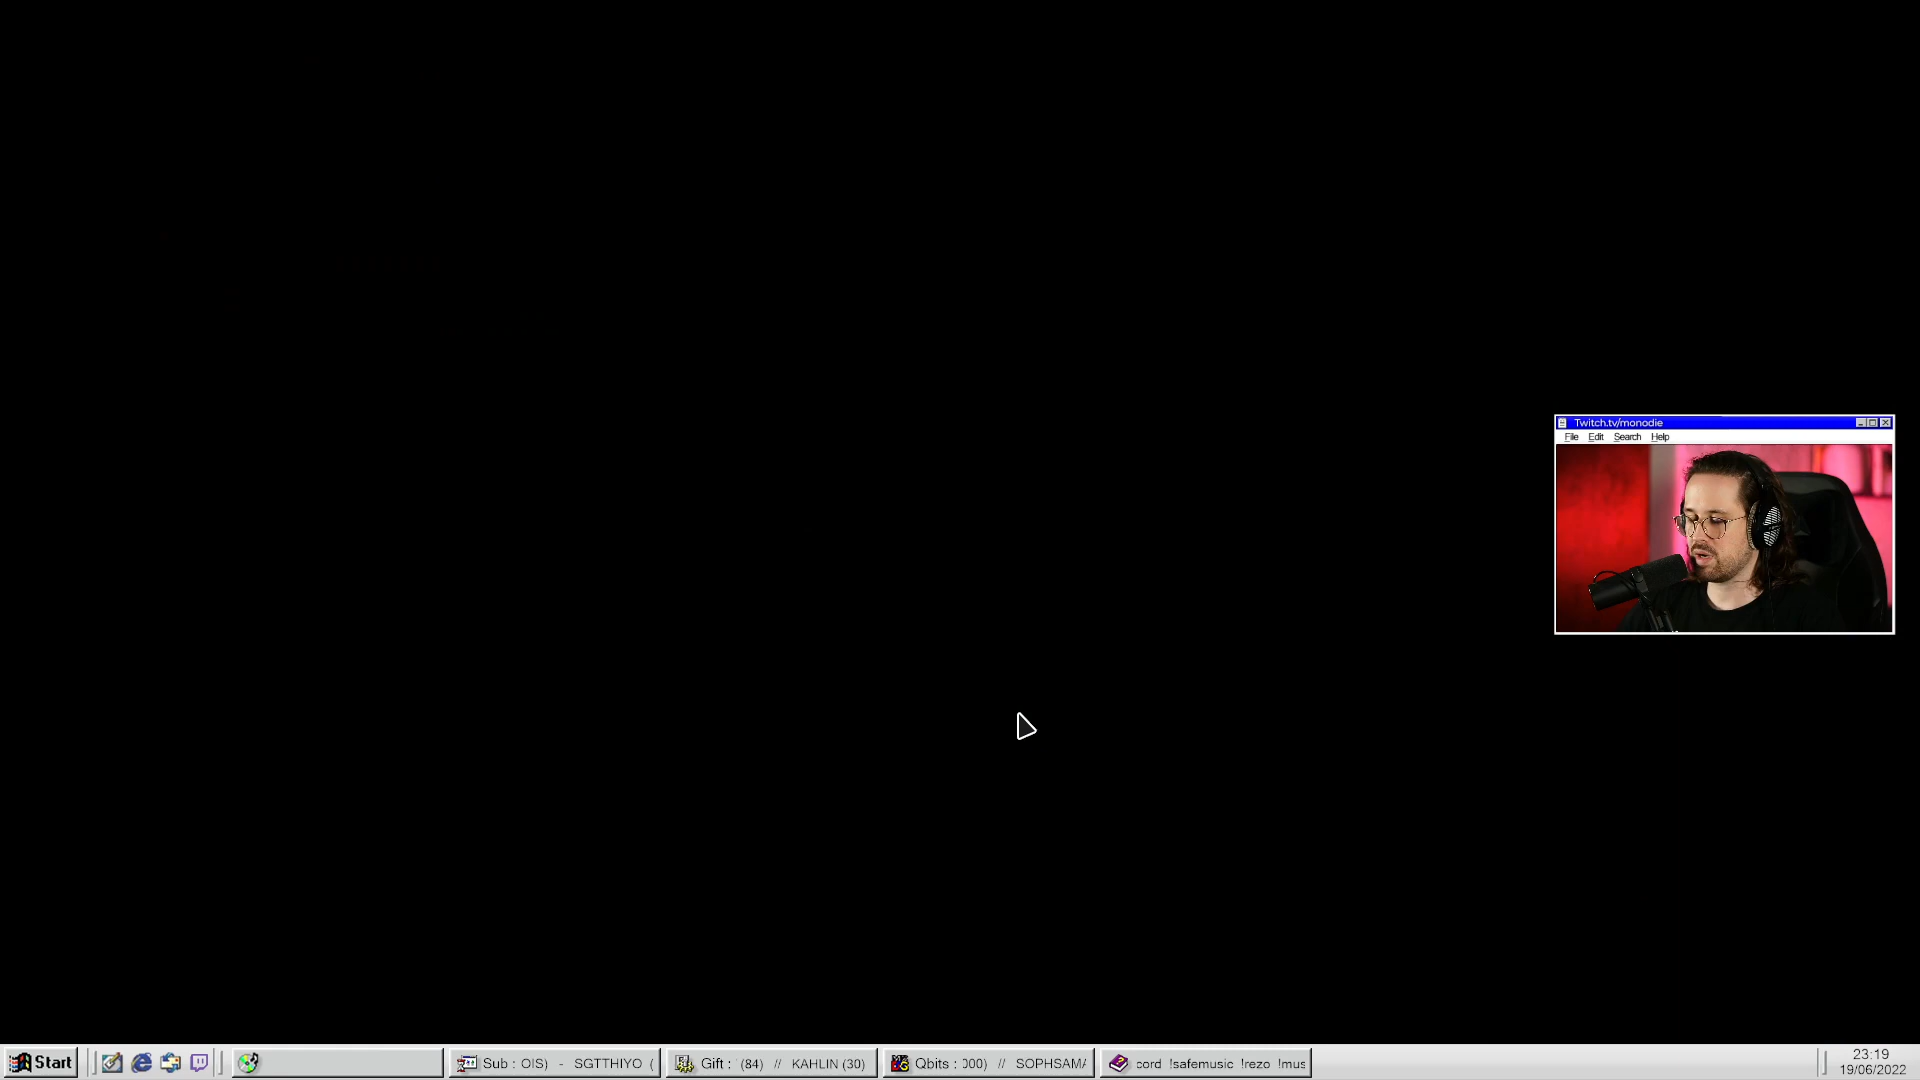 Twitch.tv/monodie
File Edit Search Help
Start
Sub : OIS) - SGTTHIYO (
Gift : (84) // KAHLIN (30)
Qbits : 000) // SOPHSAMA
cord !safemusic !rezo !mus
23:19
19/06/2022